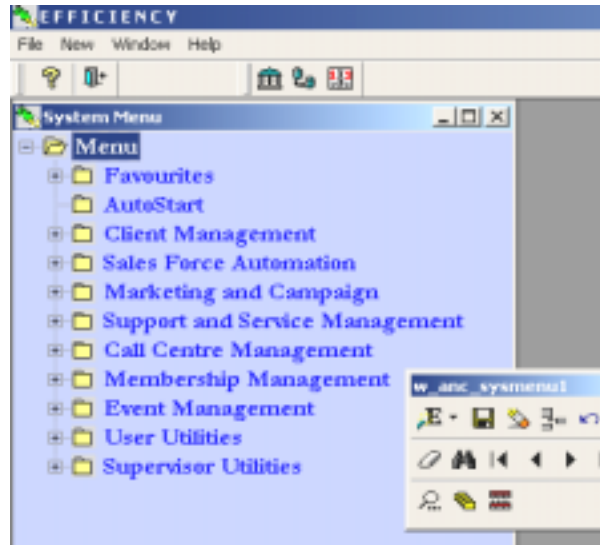 EFFICIENCY
File New Window Help
System Menu
Menu
Favourites
AutoStart
Client Management
Sales Force Automation
Marketing and Campaign
Support and Service Management
Call Centre Management
Membership Management
Event Management
User Utilities
Supervisor Utilities
w_anc_sysmenu1
E